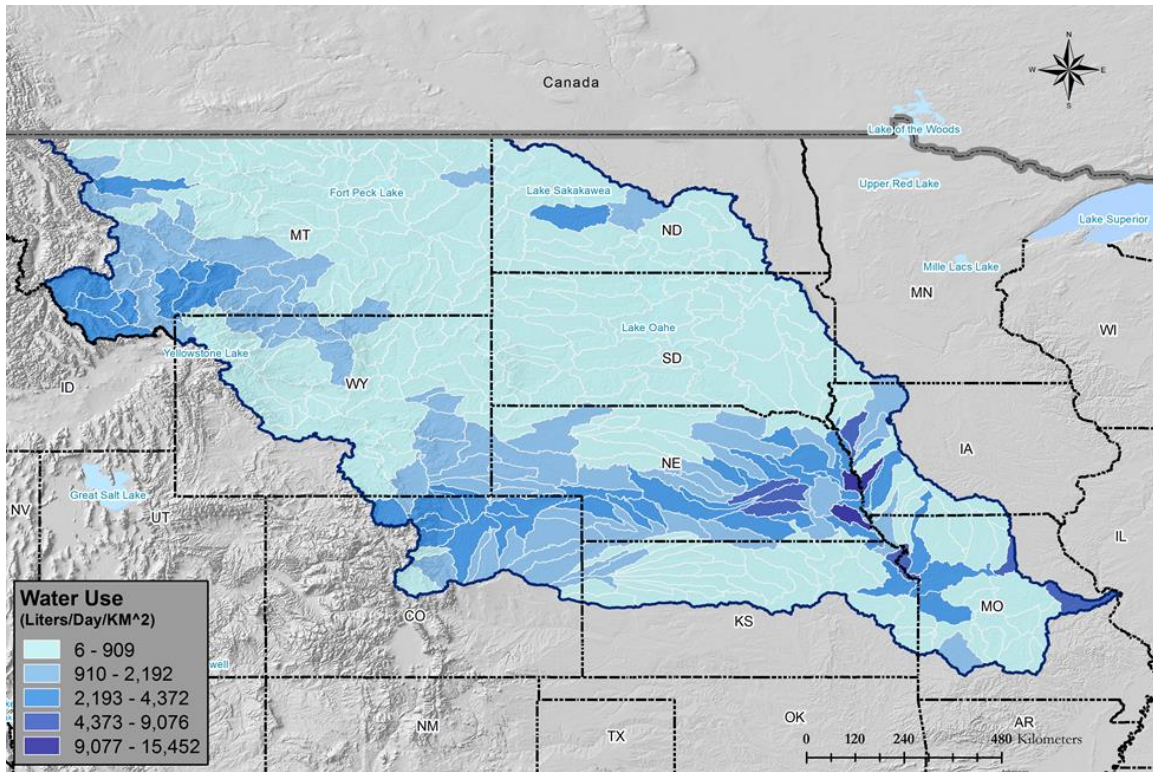 N
W
E
S
Canada
Lake of the Woods
Upper Red Lake
Lake Superior
Fort Peck Lake
Lake Sakakawea
MT
ND
Mille Lacs Lake
MN
WI
Lake Oahe
Yellowstone Lake
SD
ID
WY
IA
NE
Great Salt Lake
NV
UT
IL
MO
CO
KS
well
NM
OK
TX
AR
Water Use
(Liters/Day/KM^2)
6 - 909
910 - 2,192
2,193 - 4,372
4,373 - 9,076
9,077 - 15,452
0 120 240 480 Kilometers